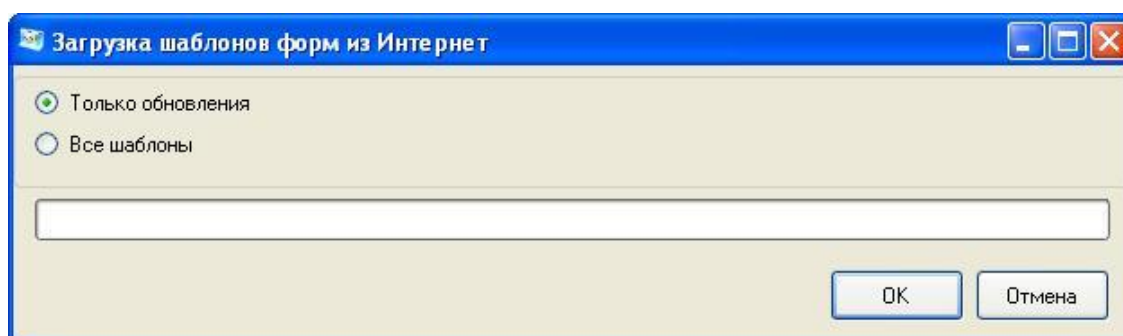 Загрузка шаблонов форм из Интернет
Только обновления
Все шаблоны
OK
Отмена